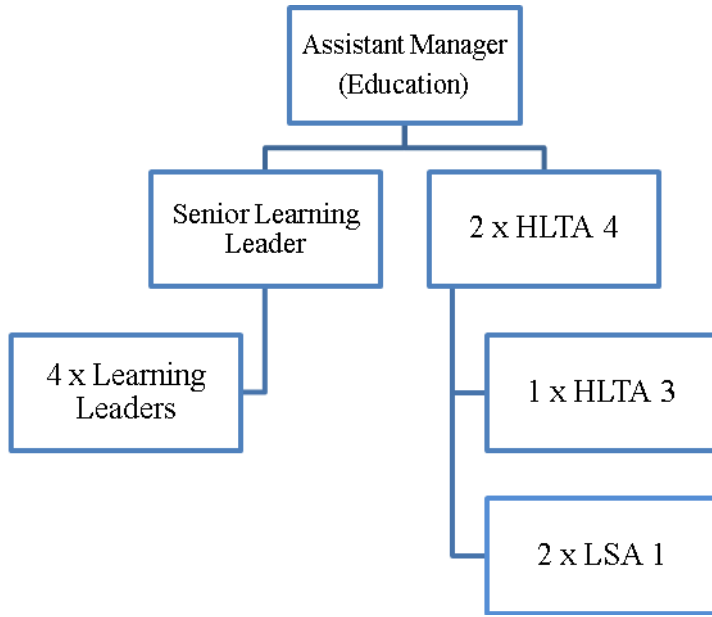 Assistant Manager
(Education)
Senior Learning
Leader
2 x HLTA 4
4 x Learning
Leaders
1 x HLTA 3
2 x LSA 1